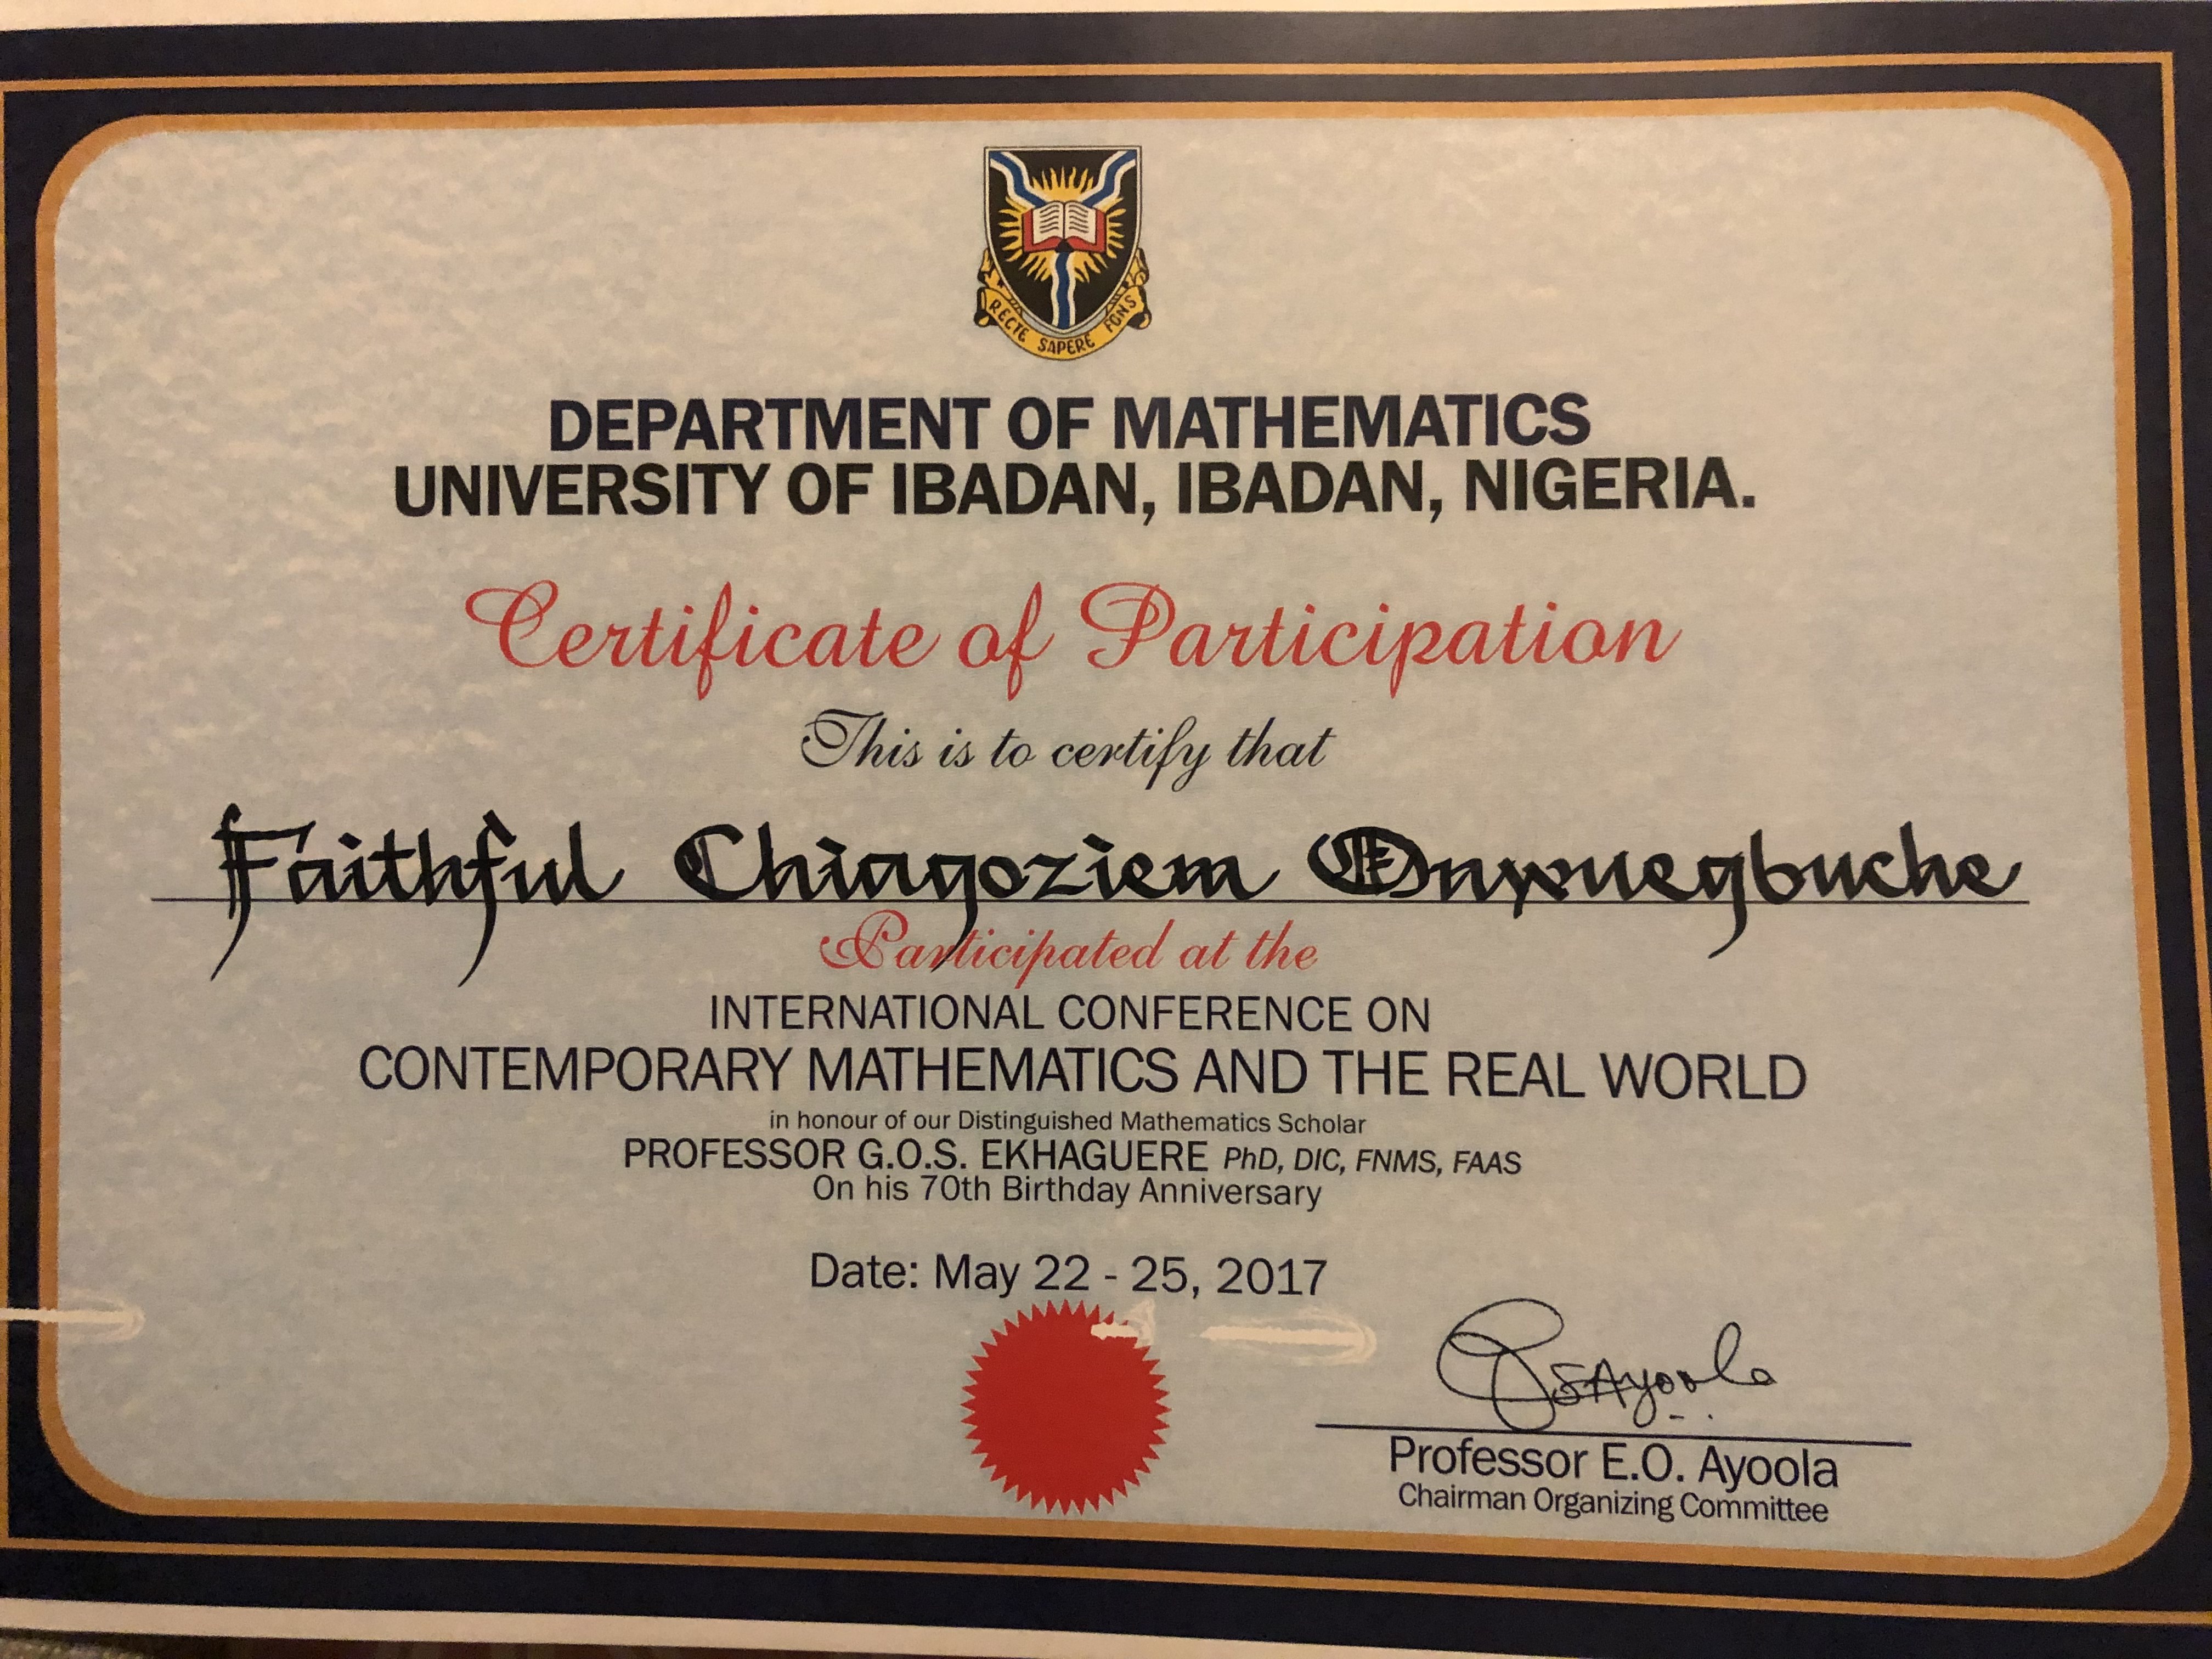 RECTE SAPERE FONS
DEPARTMENT OF MATHEMATICS
UNIVERSITY OF IBADAN, IBADAN, NIGERIA.
Certificate of Participation
This is to certify that
Faithful Chiagoziem Onyxuegbuche
Participated at the
INTERNATIONAL CONFERENCE ON
CONTEMPORARY MATHEMATICS AND THE REAL WORLD
in honour of our Distinguished Mathematics Scholar
PROFESSOR G.O.S. EKHAGUERE PhD, DIC, FNMS, FAAS
On his 70th Birthday Anniversary
Date: May 22 - 25, 2017
Professor E.O. Ayoola
Chairman Organizing Committee